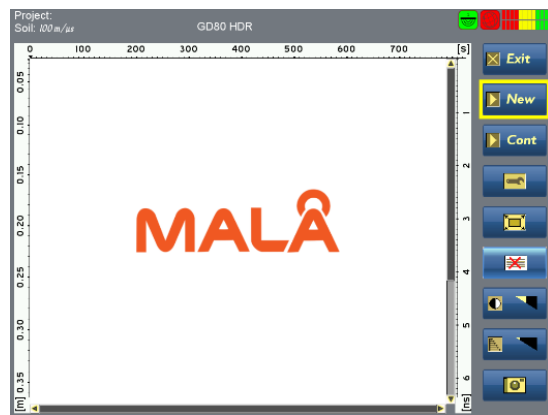 Project:
Soil: 100 m/µs
GD80 HDR
0 100 200 300 400 500 600 700 [s]
Exit
New
Cont
0.05
0.10
0.15
0.20
0.25
0.30
0.35
[m]
MALÅ
1
2
3
4
5
6
[ns]